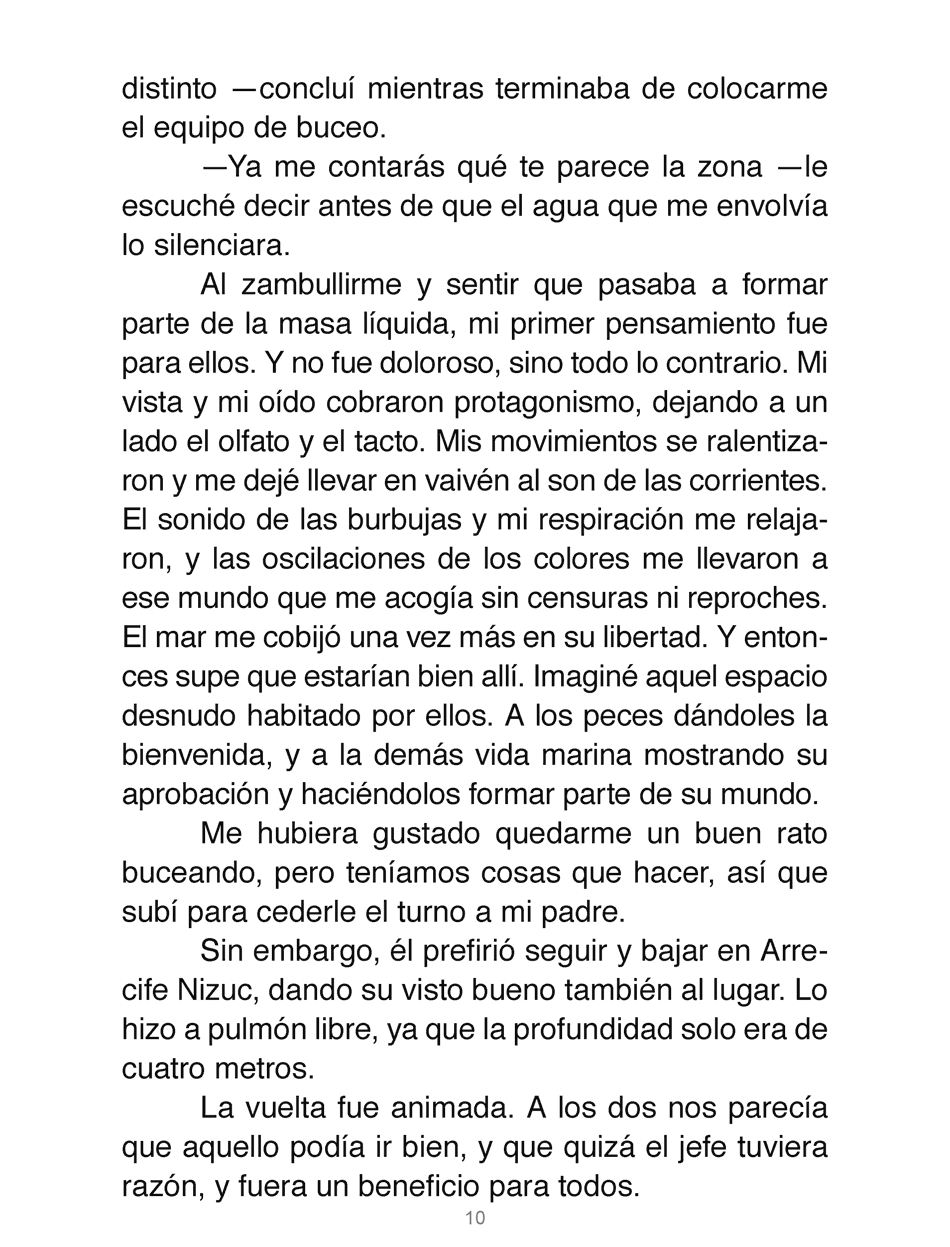 distinto —concluí mientras terminaba de colocarme
el equipo de buceo.
—Ya me contarás qué te parece la zona —le
escuché decir antes de que el agua que me envolvía
lo silenciara.
Al zambullirme y sentir que pasaba a formar
parte de la masa líquida, mi primer pensamiento fue
para ellos. Y no fue doloroso, sino todo lo contrario. Mi
vista y mi oído cobraron protagonismo, dejando a un
lado el olfato y el tacto. Mis movimientos se ralentiza-
ron y me dejé llevar en vaivén al son de las corrientes.
El sonido de las burbujas y mi respiración me relaja-
ron, y las oscilaciones de los colores me llevaron a
ese mundo que me acogía sin censuras ni reproches.
El mar me cobijó una vez más en su libertad. Y enton-
ces supe que estarían bien allí. Imaginé aquel espacio
desnudo habitado por ellos. A los peces dándoles la
bienvenida, y a la demás vida marina mostrando su
aprobación y haciéndolos formar parte de su mundo.
Me hubiera gustado quedarme un buen rato
buceando, pero teníamos cosas que hacer, así que
subí para cederle el turno a mi padre.
Sin embargo, él prefirió seguir y bajar en Arre-
cife Nizuc, dando su visto bueno también al lugar. Lo
hizo a pulmón libre, ya que la profundidad solo era de
cuatro metros.
La vuelta fue animada. A los dos nos parecía
que aquello podía ir bien, y que quizá el jefe tuviera
razón, y fuera un beneficio para todos.
10